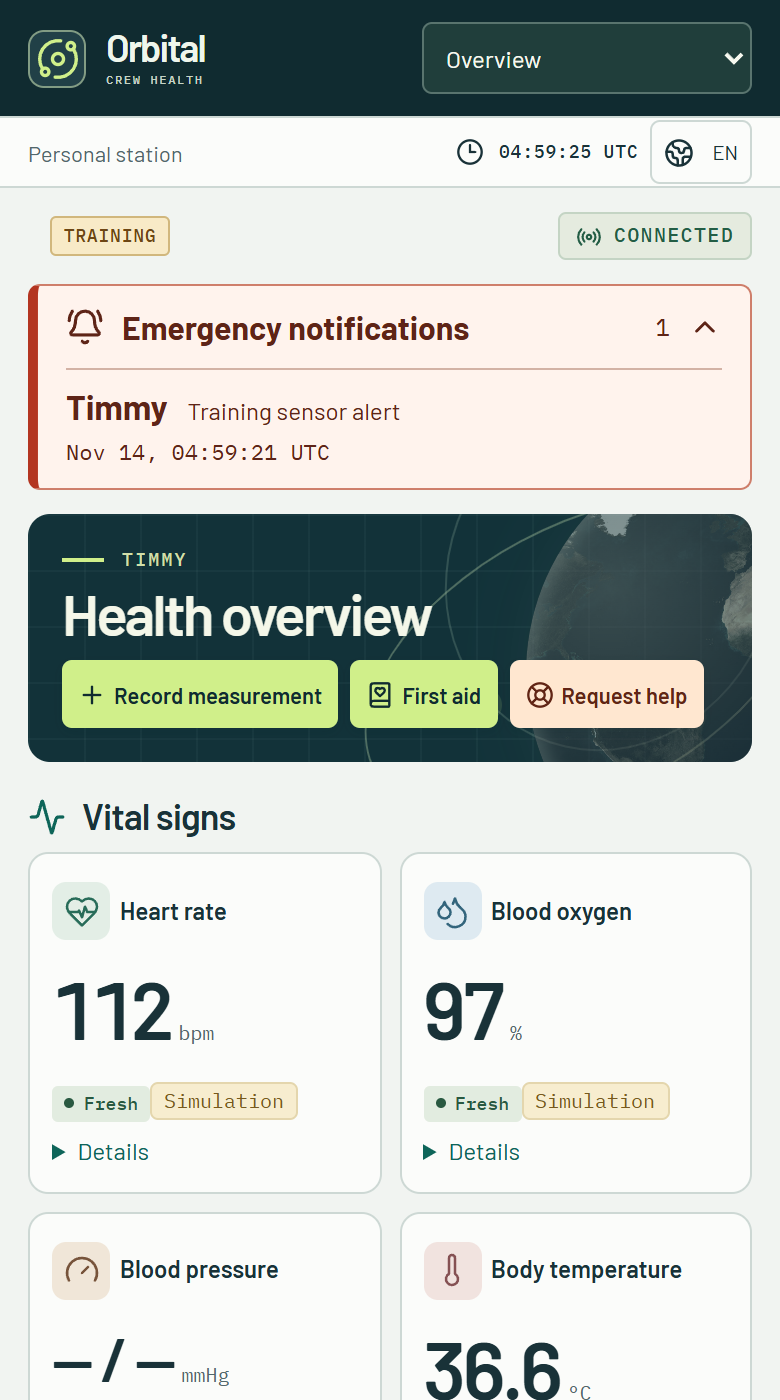 Orbital
CREW HEALTH
Overview
Personal station
04:59:25 UTC
EN
TRAINING
CONNECTED
Emergency notifications 1
Timmy Training sensor alert
Nov 14, 04:59:21 UTC
TIMMY
Health overview
Record measurement
First aid
Request help
Vital signs
Heart rate
112 bpm
Fresh Simulation
Details
Blood oxygen
97 %
Fresh Simulation
Details
Blood pressure
–/– mmHg
Body temperature
36.6 °C